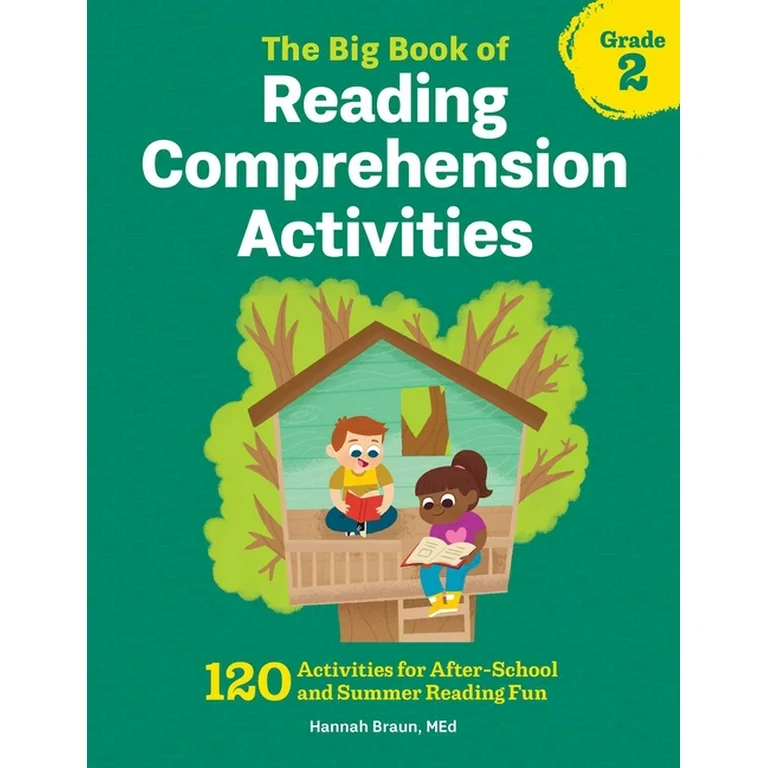 The Big Book of
Reading
Comprehension
Activities
Grade
2
120 Activities for After-School
and Summer Reading Fun
Hannah Braun, MEd